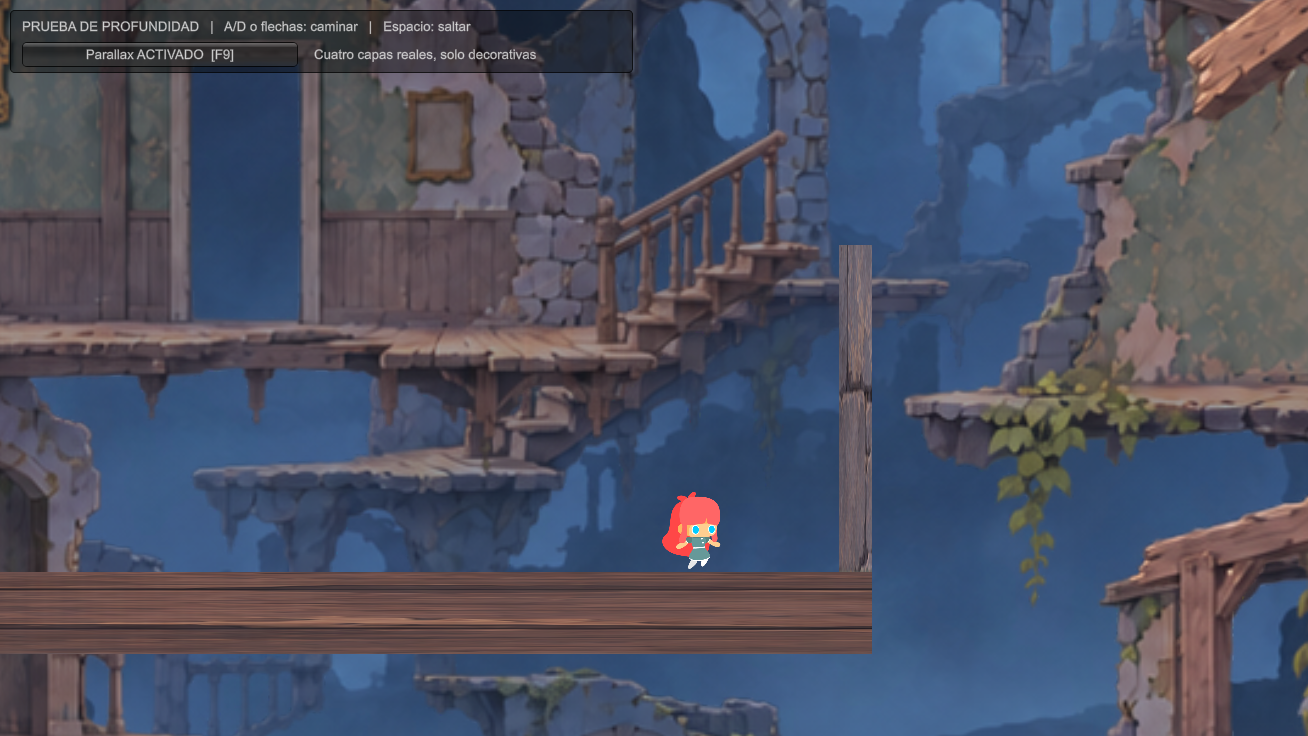 PRUEBA DE PROFUNDIDAD | A/D o flechas: caminar | Espacio: saltar
Parallax ACTIVADO [F9] Cuatro capas reales, solo decorativas